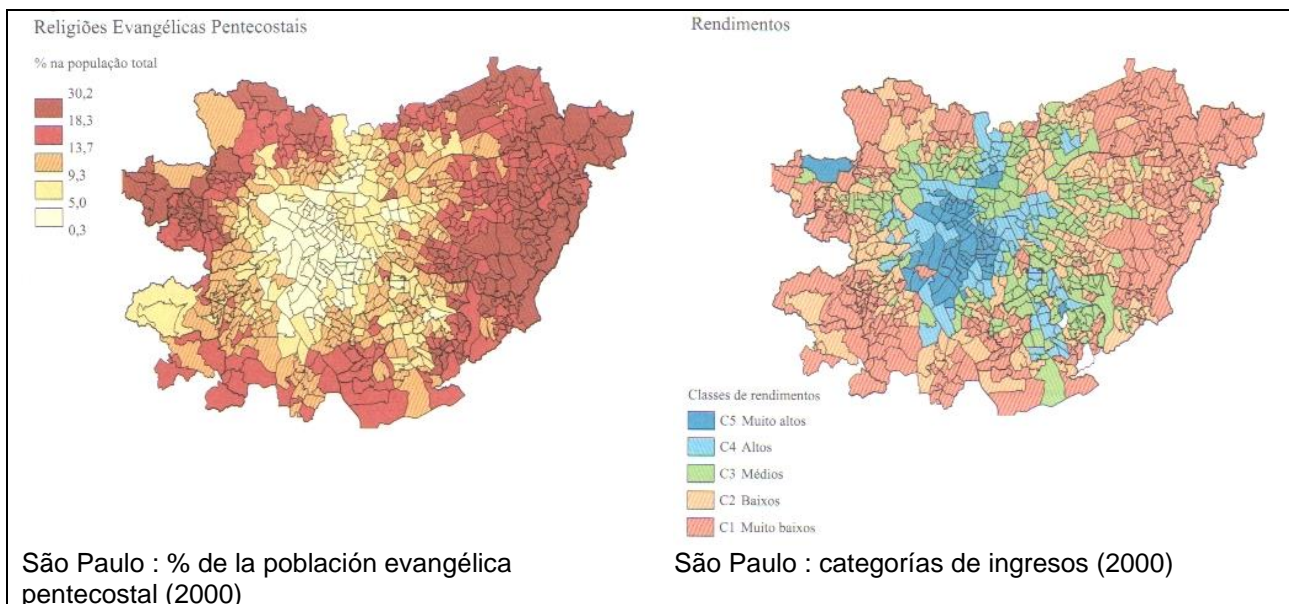 Religiões Evangélicas Pentecostais
% na população total
30,2
18,3
13,7
9,3
5,0
0,3
São Paulo : % de la población evangélica
pentecostal (2000)
Rendimentos
Classes de rendimentos
C5 Muito altos
C4 Altos
C3 Médios
C2 Baixos
C1 Muito baixos
São Paulo : categorías de ingresos (2000)